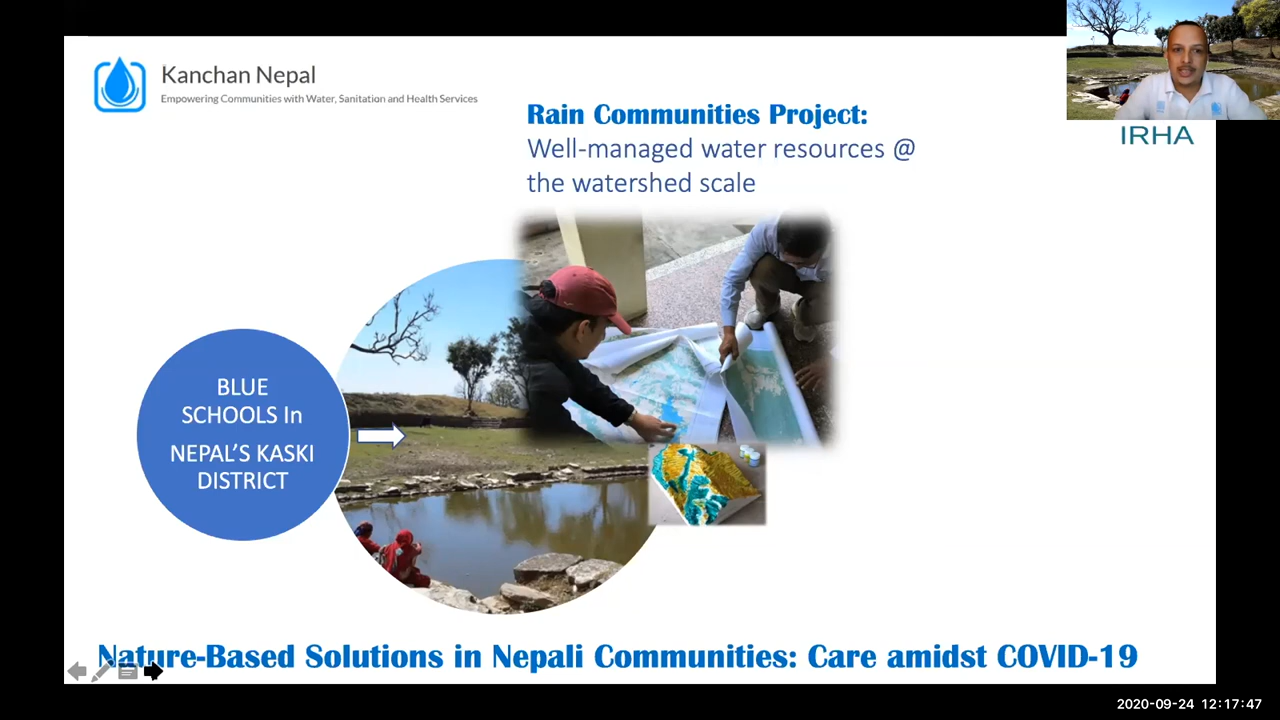 Kanchan Nepal
Empowering Communities with Water, Sanitation and Health Services
Rain Communities Project:
Well-managed water resources @
the watershed scale
IRHA
BLUE
SCHOOLS In
NEPAL'S KASKI
DISTRICT
Nature-Based Solutions in Nepali Communities: Care amidst COVID-19
2020-09-24 12:17:47